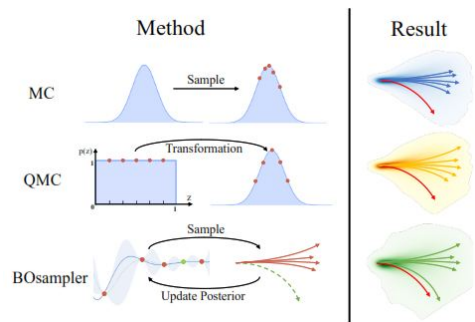 Method
Result
MC
Sample
QMC
p(z)
1
Transformation
z
0
1
BOsampler
Sample
Update Posterior